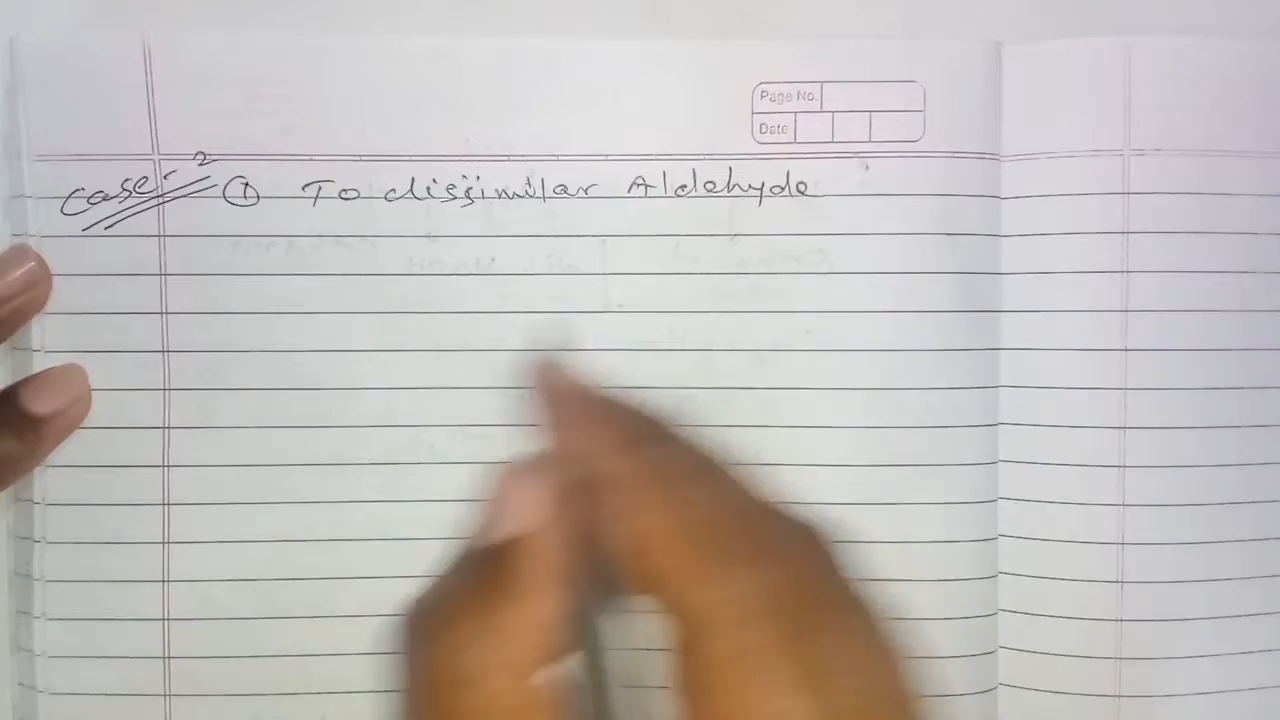 Page No.
Date
Case:- 2 ① To dissimilar Aldehyde